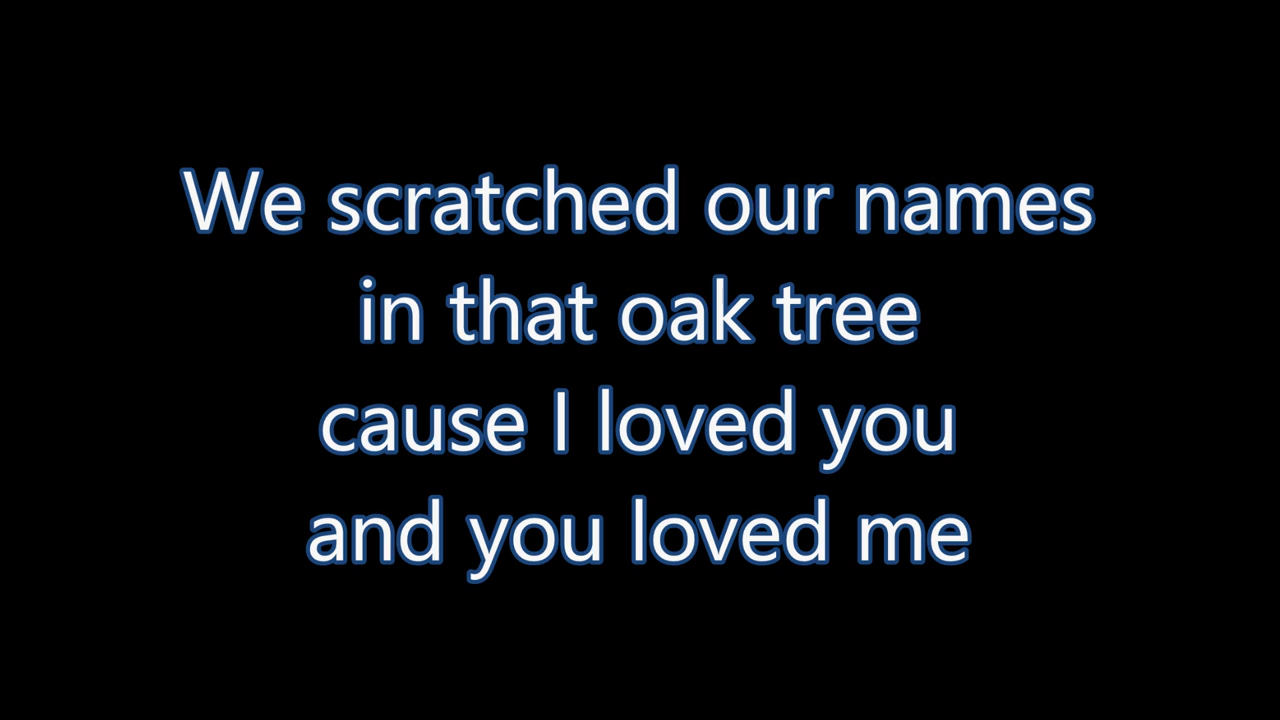 We scratched our names
in that oak tree
cause I loved you
and you loved me